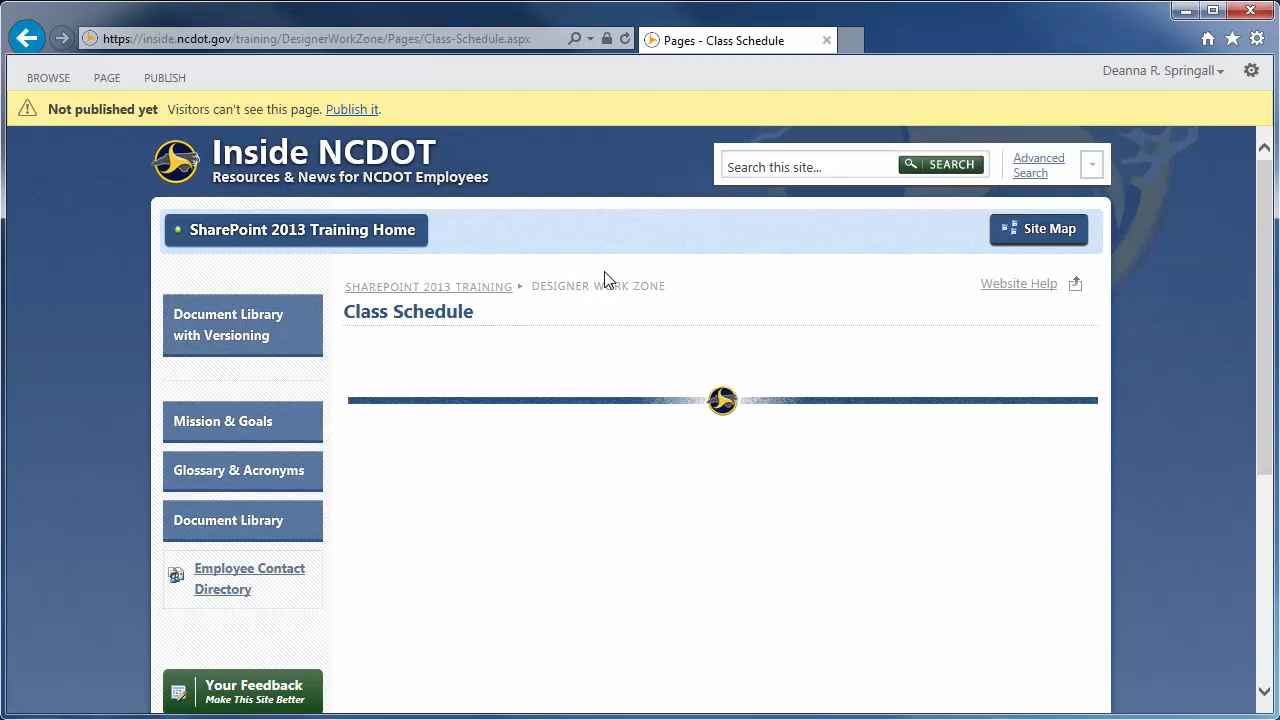 https://inside.ncdot.gov/training/DesignerWorkZone/Pages/Class-Schedule.aspx
Pages - Class Schedule
BROWSE PAGE PUBLISH
Deanna R. Springall
Not published yet Visitors can't see this page. Publish it.
Inside NCDOT
Resources & News for NCDOT Employees
Search this site...
SEARCH
Advanced
Search
SharePoint 2013 Training Home
Site Map
SHAREPOINT 2013 TRAINING DESIGNER WORK ZONE
Website Help
Class Schedule
Document Library
with Versioning
Mission & Goals
Glossary & Acronyms
Document Library
Employee Contact
Directory
Your Feedback
Make This Site Better